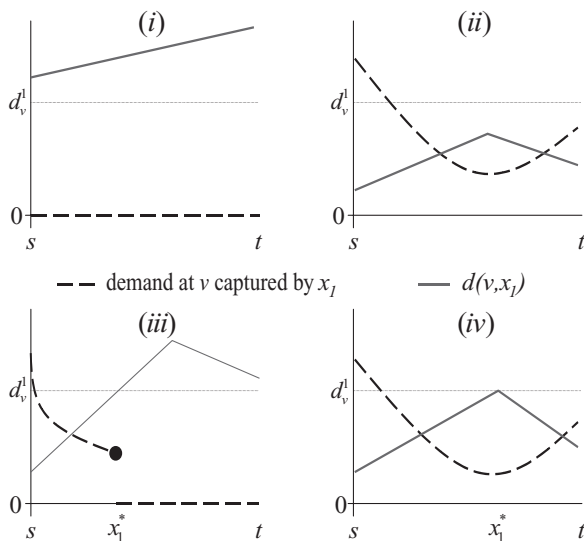 (i)
(ii)
d_v^1
d_v^1
0
0
s
t
s
t
demand at v captured by x_1
d(v,x_1)
(iii)
(iv)
d_v^1
d_v^1
0
0
s
x_1^*
t
s
x_1^*
t